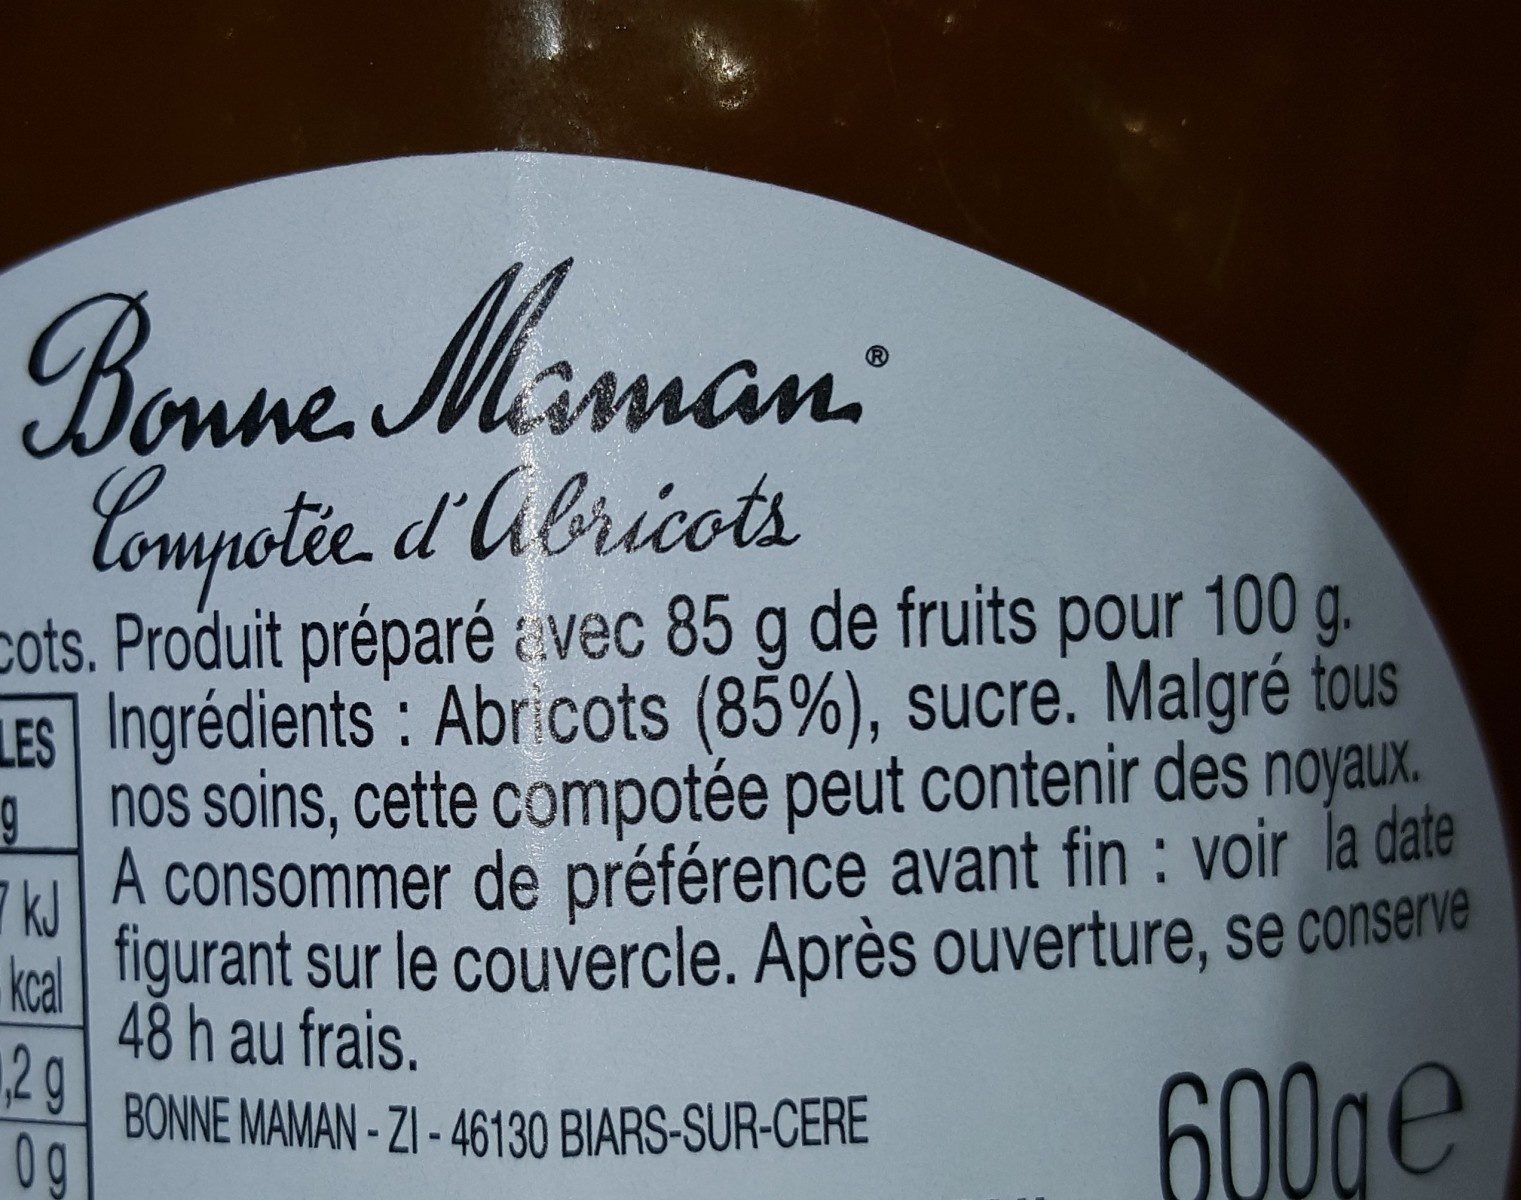 Bonne Maman®
Compotée d'Abricots
cots. Produit préparé avec 85 g de fruits pour 100 g.
Ingrédients : Abricots (85%), sucre. Malgré tous
nos soins, cette compotée peut contenir des noyaux.
A consommer de préférence avant fin : voir la date
figurant sur le couvercle. Après ouverture, se conserve
48 h au frais.
BONNE MAMAN - ZI - 46130 BIARS-SUR-CERE
600g e
LES
g
7 kJ
kcal
,2 g
0 g